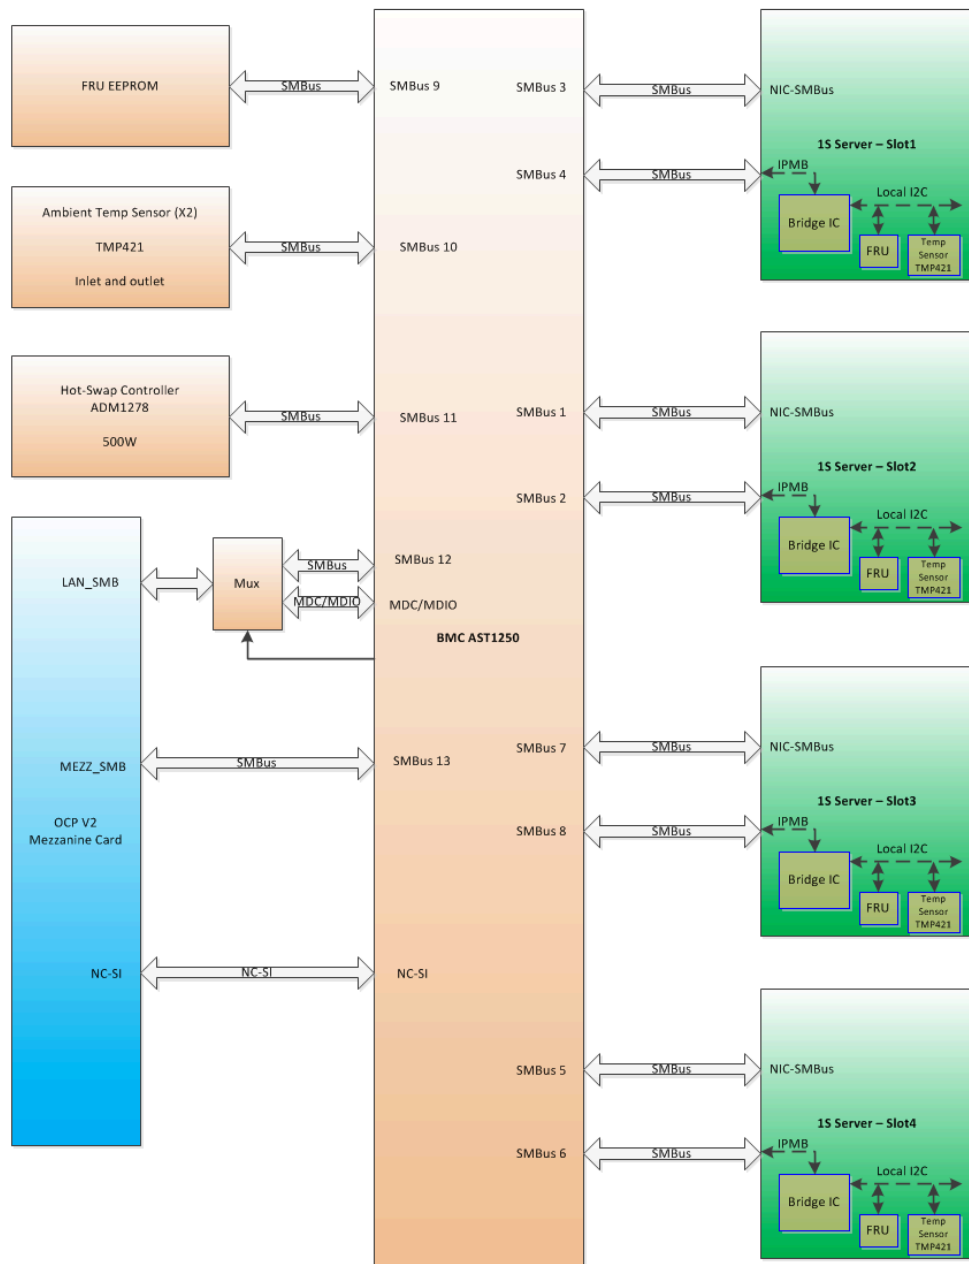 FRU EEPROM
SMBus
SMBus 9
Ambient Temp Sensor (X2)
TMP421
Inlet and outlet
SMBus
SMBus 10
Hot-Swap Controller
ADM1278
500W
SMBus
SMBus 11
LAN_SMB
Mux
SMBus
SMBus 12
MDC/MDIO
MDC/MDIO
BMC AST1250
MEZZ_SMB
SMBus
SMBus 13
OCP V2
Mezzanine Card
NC-SI
NC-SI
NC-SI
SMBus 3
SMBus
NIC-SMBus
1S Server – Slot1
SMBus 4
SMBus
IPMB
Local I2C
Bridge IC
FRU
Temp
Sensor
TMP421
SMBus 1
SMBus
NIC-SMBus
1S Server – Slot2
SMBus 2
SMBus
IPMB
Local I2C
Bridge IC
FRU
Temp
Sensor
TMP421
SMBus 7
SMBus
NIC-SMBus
1S Server – Slot3
SMBus 8
SMBus
IPMB
Local I2C
Bridge IC
FRU
Temp
Sensor
TMP421
SMBus 5
SMBus
NIC-SMBus
1S Server – Slot4
SMBus 6
SMBus
IPMB
Local I2C
Bridge IC
FRU
Temp
Sensor
TMP421